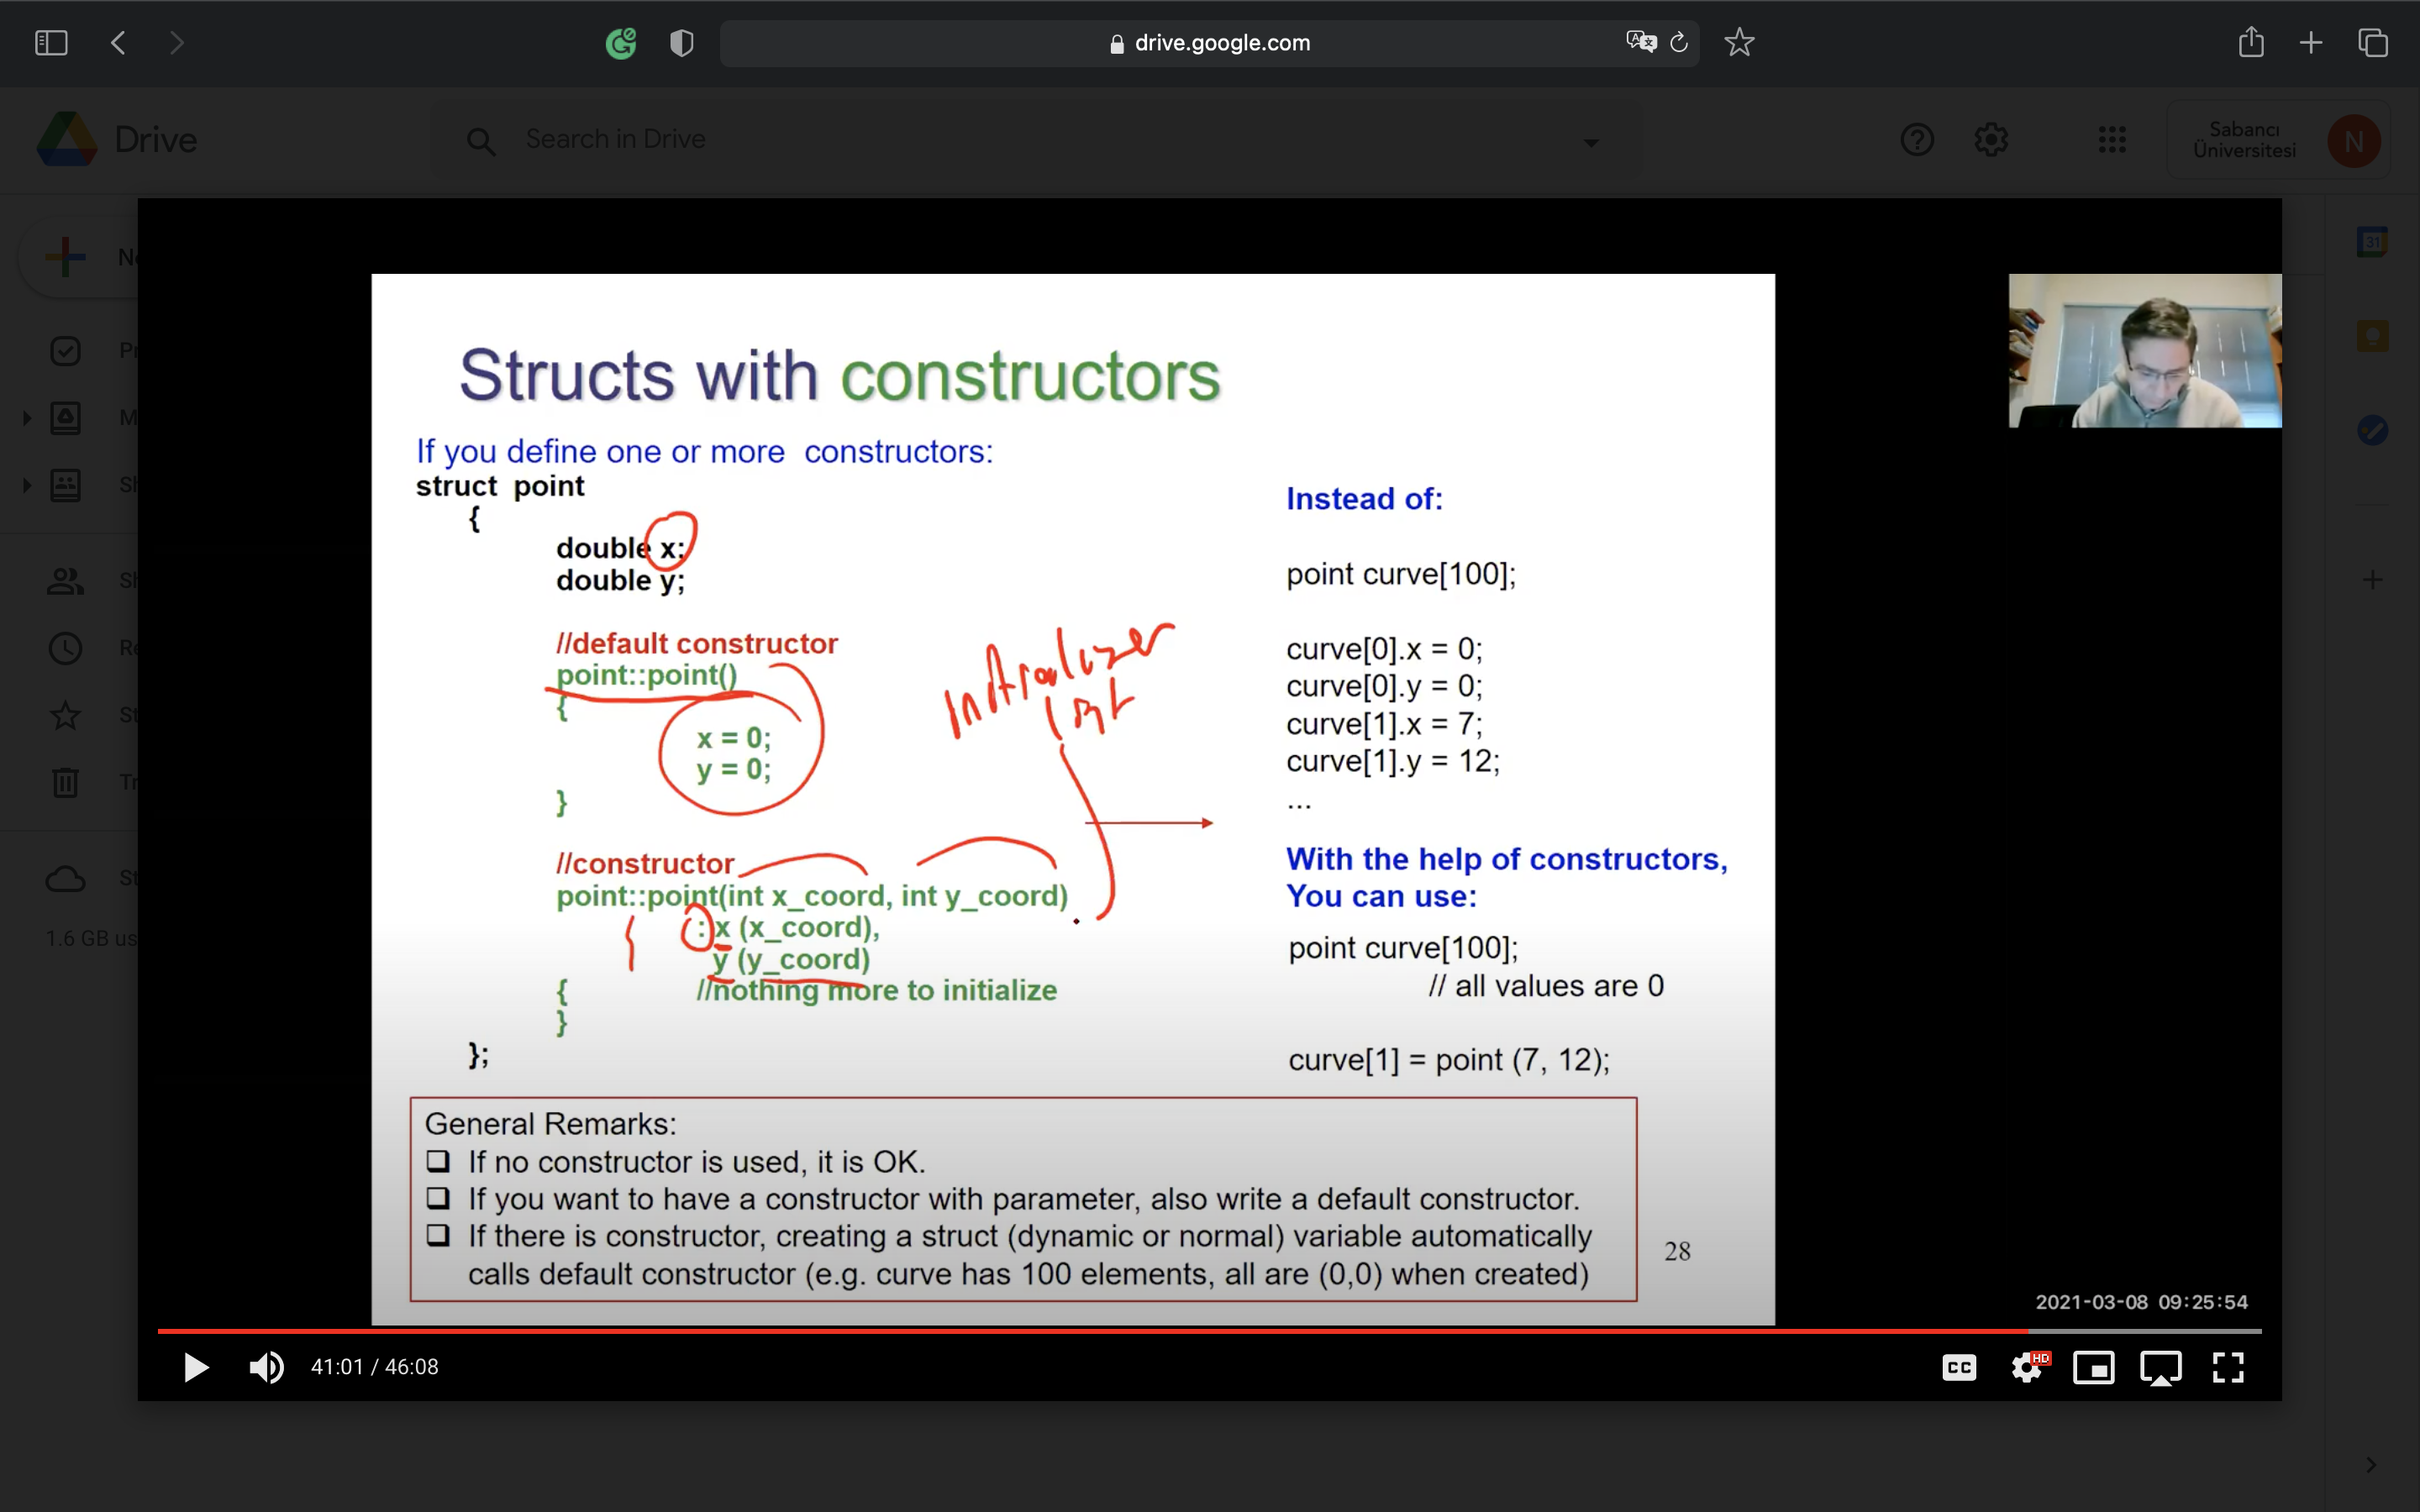 drive.google.com
Drive
Search in Drive
Sabancı
Üniversitesi
N
31
1.6 GB us
Structs with constructors
If you define one or more constructors:
struct point
{
double x;
double y;
//default constructor
point::point()
{
x = 0;
y = 0;
}
//constructor
point::point(int x_coord, int y_coord)
: x (x_coord),
y (y_coord)
{ //nothing more to initialize
}
};
Initializer
list
Instead of:
point curve[100];
curve[0].x = 0;
curve[0].y = 0;
curve[1].x = 7;
curve[1].y = 12;
...
With the help of constructors,
You can use:
point curve[100];
// all values are 0
curve[1] = point (7, 12);
General Remarks:
❑ If no constructor is used, it is OK.
❑ If you want to have a constructor with parameter, also write a default constructor.
❑ If there is constructor, creating a struct (dynamic or normal) variable automatically
calls default constructor (e.g. curve has 100 elements, all are (0,0) when created)
28
2021-03-08 09:25:54
41:01 / 46:08
CC
HD